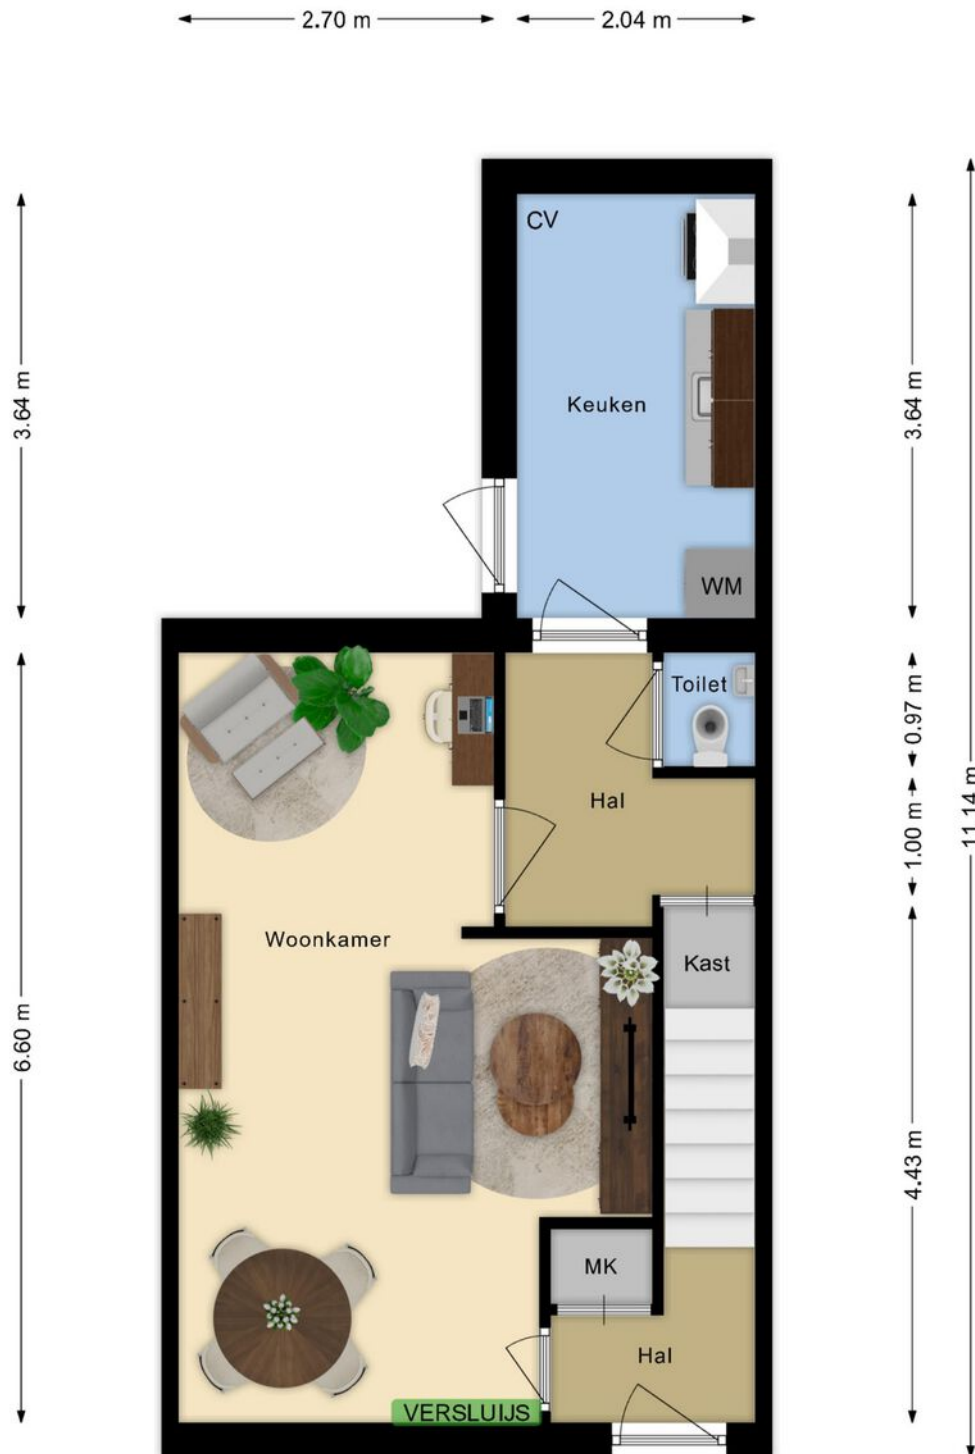 2.70 m
2.04 m
CV
3.64 m
Keuken
3.64 m
WM
Toilet
0.97 m
Hal
1.00 m
11.14 m
Woonkamer
Kast
6.60 m
4.43 m
MK
Hal
VERSLUIJS